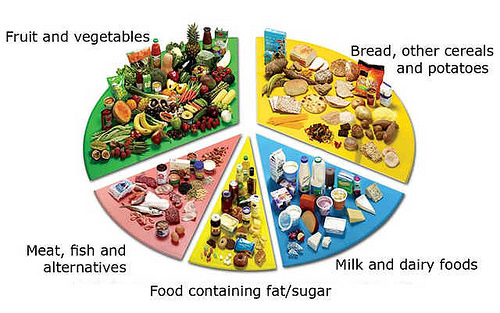 Fruit and vegetables
Bread, other cereals
and potatoes
Meat, fish and
alternatives
Milk and dairy foods
Food containing fat/sugar